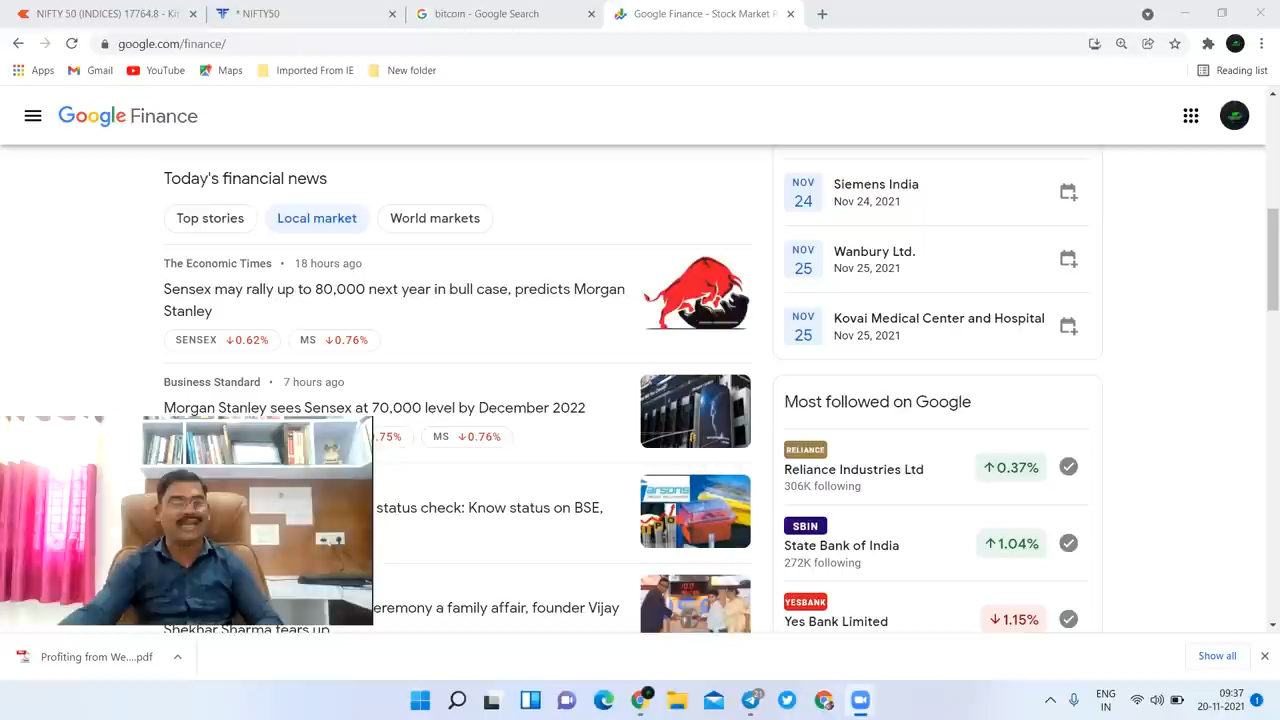 NIFTY 50 (INDICES) 17764.8 - Kit
* NIFTY50
bitcoin - Google Search
Google Finance - Stock Market P
google.com/finance/
Apps
Gmail
YouTube
Maps
Imported From IE
New folder
Reading list
Google Finance
Today's financial news
Top stories
Local market
World markets
The Economic Times • 18 hours ago
Sensex may rally up to 80,000 next year in bull case, predicts Morgan
Stanley
SENSEX ↓0.62%
MS ↓0.76%
Business Standard • 7 hours ago
Morgan Stanley sees Sensex at 70,000 level by December 2022
.75%
MS ↓0.76%
status check: Know status on BSE,
eremony a family affair, founder Vijay
Shekhar Sharma tears up
NOV
24
Siemens India
Nov 24, 2021
NOV
25
Wanbury Ltd.
Nov 25, 2021
NOV
25
Kovai Medical Center and Hospital
Nov 25, 2021
Most followed on Google
RELIANCE
Reliance Industries Ltd
306K following
↑0.37%
SBIN
State Bank of India
272K following
↑1.04%
YESBANK
Yes Bank Limited
↓1.15%
Profiting from We....pdf
Show all
21
ENG
IN
09:37
20-11-2021
1